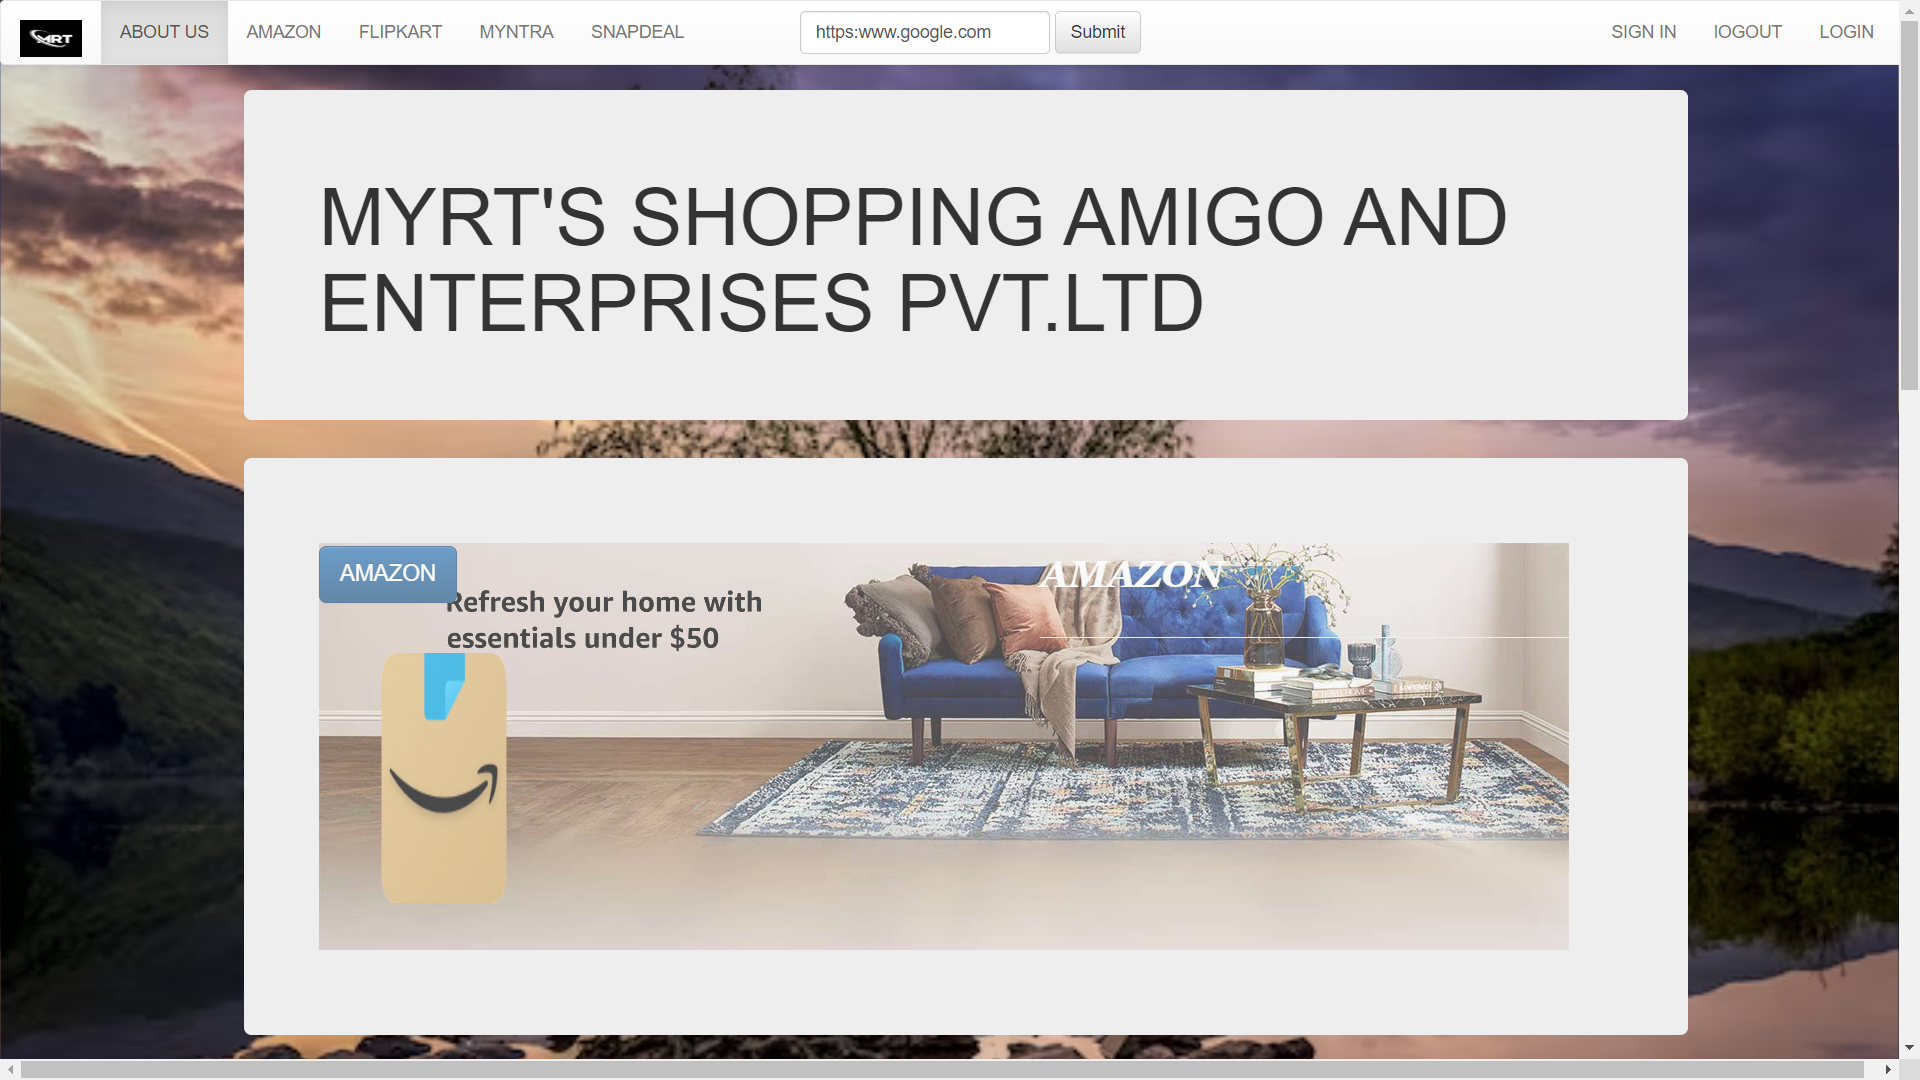 MRT
ABOUT US
AMAZON
FLIPKART
MYNTRA
SNAPDEAL
https:www.google.com
Submit
SIGN IN
lOGOUT
LOGIN
MYRT'S SHOPPING AMIGO AND
ENTERPRISES PVT.LTD
AMAZON
AMAZON
Refresh your home with
essentials under $50